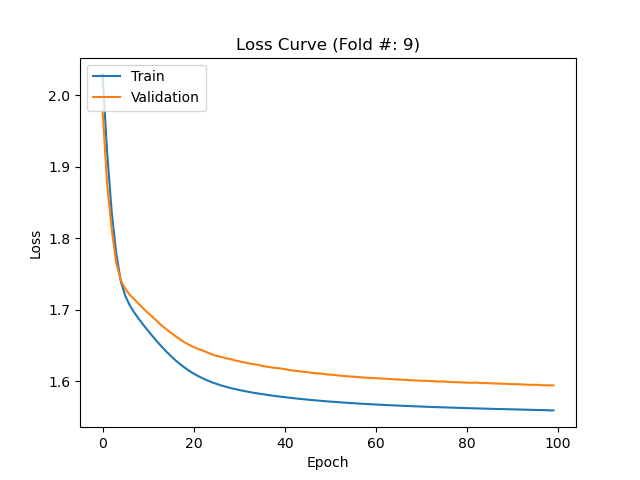 Loss Curve (Fold #: 9)
Train
Validation
2.0
1.9
1.8
1.7
1.6
Loss
0 20 40 60 80 100
Epoch